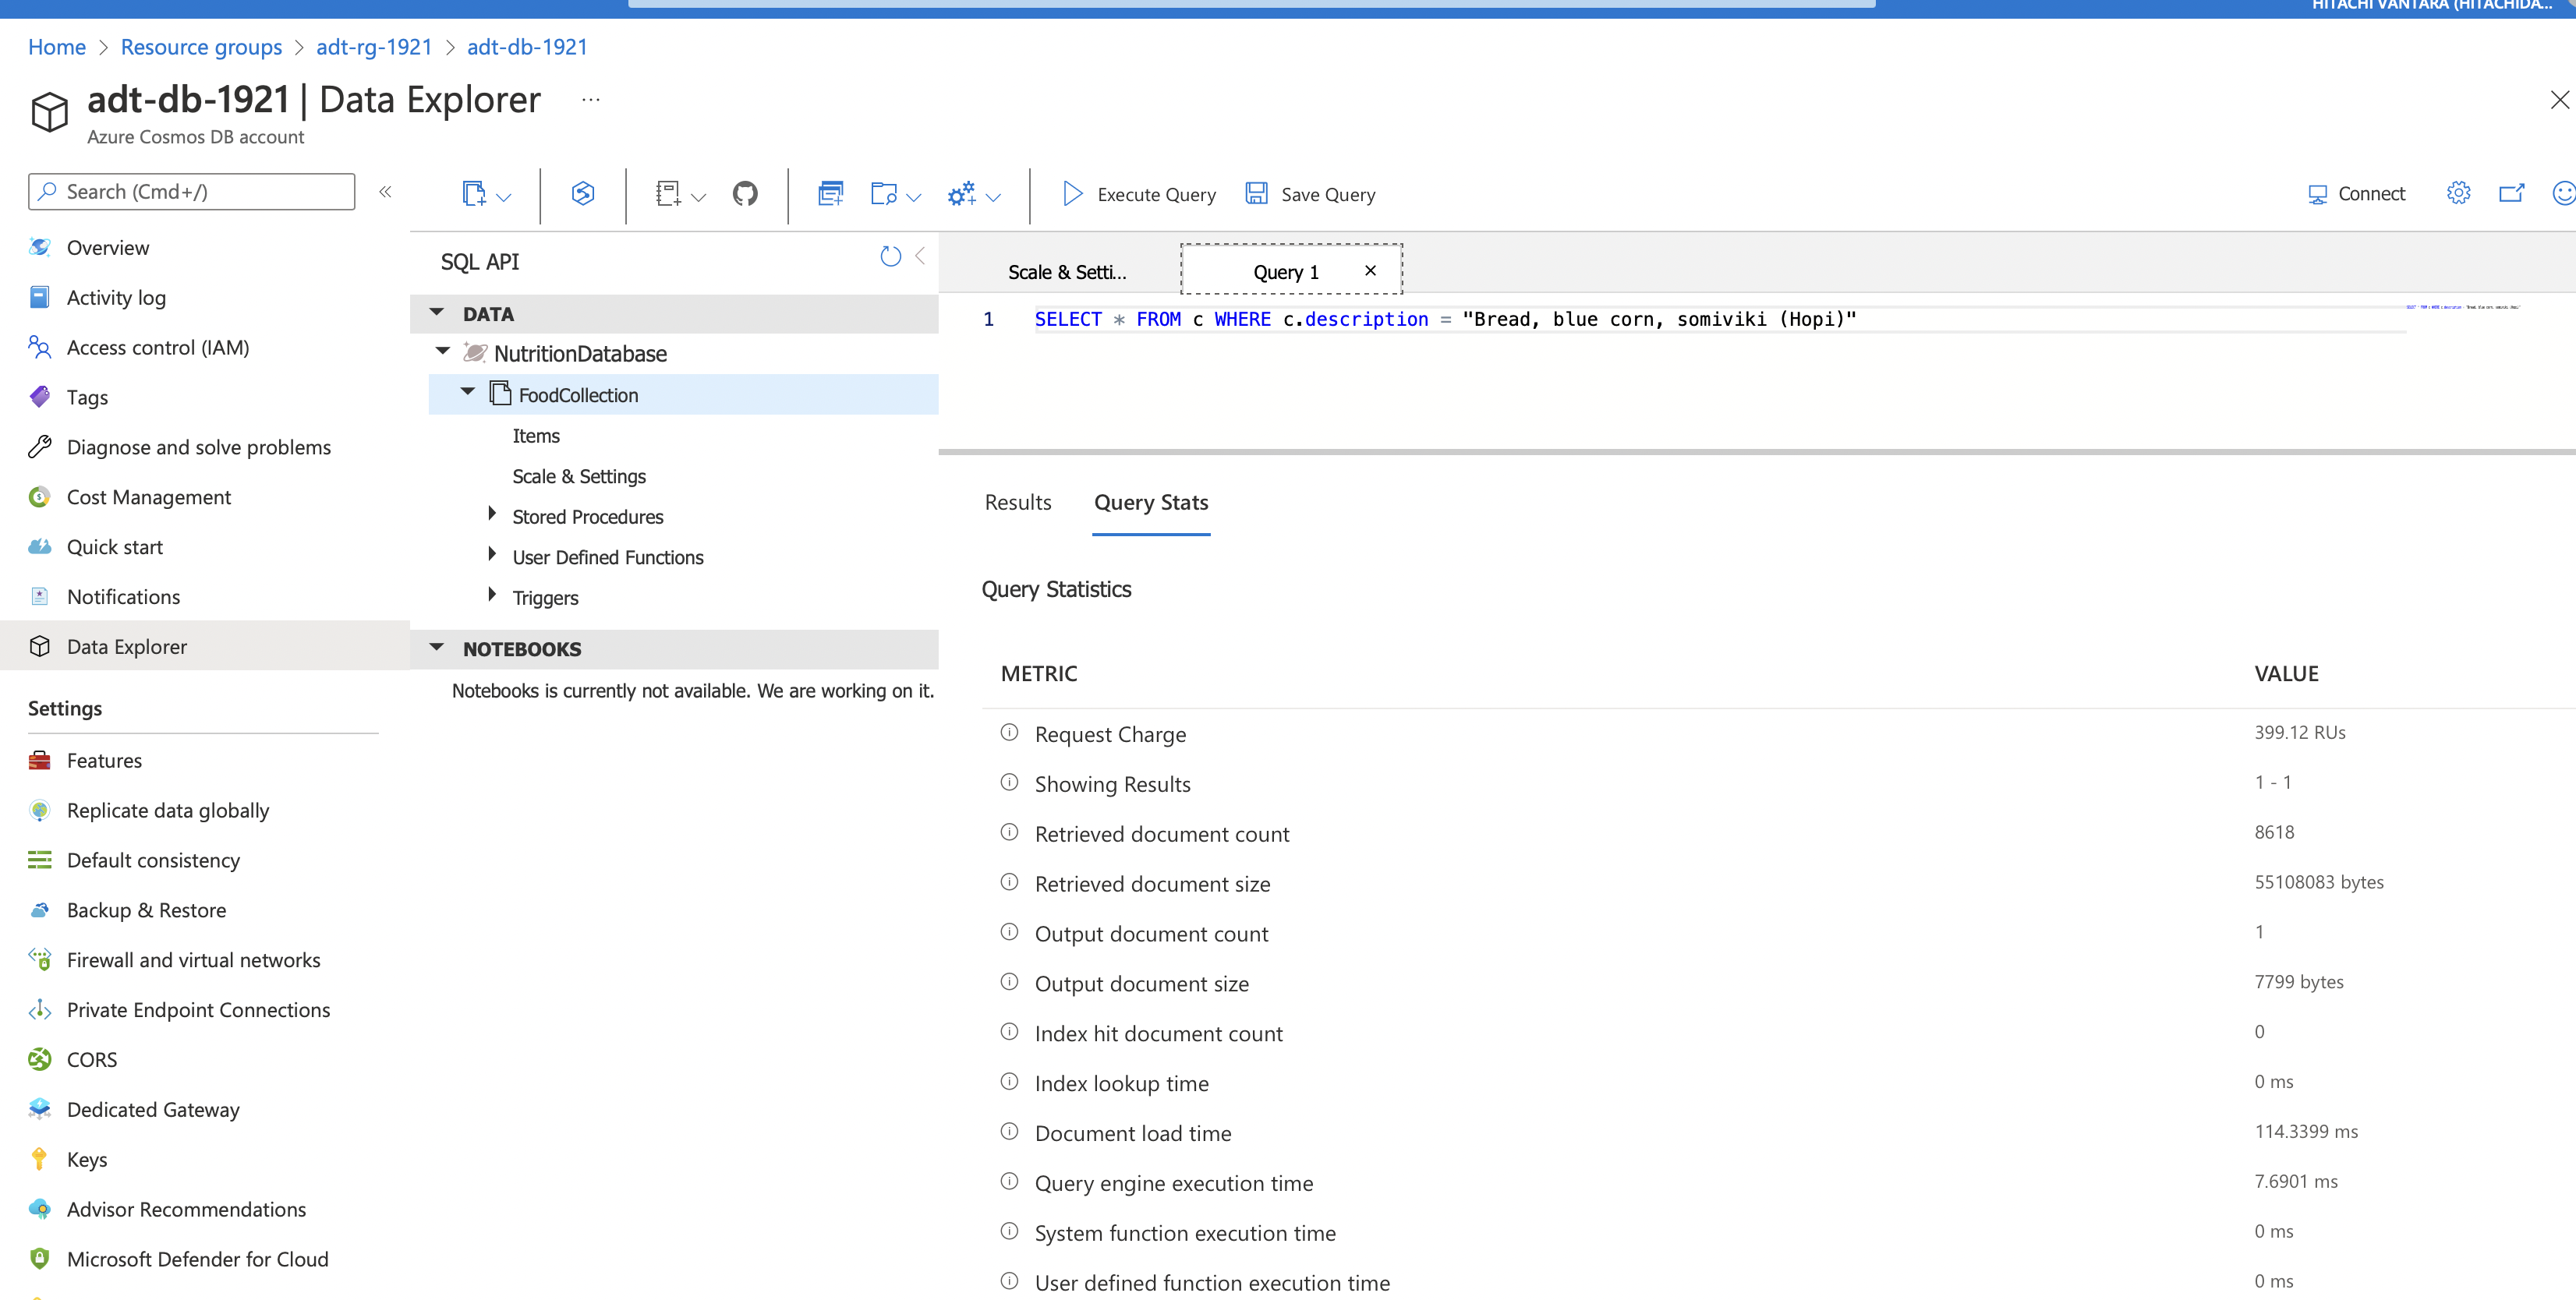 HITACHI VANTARA (HITACHIDA...
Home > Resource groups > adt-rg-1921 > adt-db-1921
adt-db-1921 | Data Explorer ...
Azure Cosmos DB account
Search (Cmd+/)
«
Execute Query
Save Query
Connect
Overview
Activity log
Access control (IAM)
Tags
Diagnose and solve problems
Cost Management
Quick start
Notifications
Data Explorer
Settings
Features
Replicate data globally
Default consistency
Backup & Restore
Firewall and virtual networks
Private Endpoint Connections
CORS
Dedicated Gateway
Keys
Advisor Recommendations
Microsoft Defender for Cloud
SQL API
DATA
NutritionDatabase
FoodCollection
Items
Scale & Settings
Stored Procedures
User Defined Functions
Triggers
NOTEBOOKS
Notebooks is currently not available. We are working on it.
Scale & Setti...
Query 1
1 SELECT * FROM c WHERE c.description = "Bread, blue corn, somiviki (Hopi)"
Results
Query Stats
Query Statistics
METRIC VALUE
Request Charge 399.12 RUs
Showing Results 1 - 1
Retrieved document count 8618
Retrieved document size 55108083 bytes
Output document count 1
Output document size 7799 bytes
Index hit document count 0
Index lookup time 0 ms
Document load time 114.3399 ms
Query engine execution time 7.6901 ms
System function execution time 0 ms
User defined function execution time 0 ms